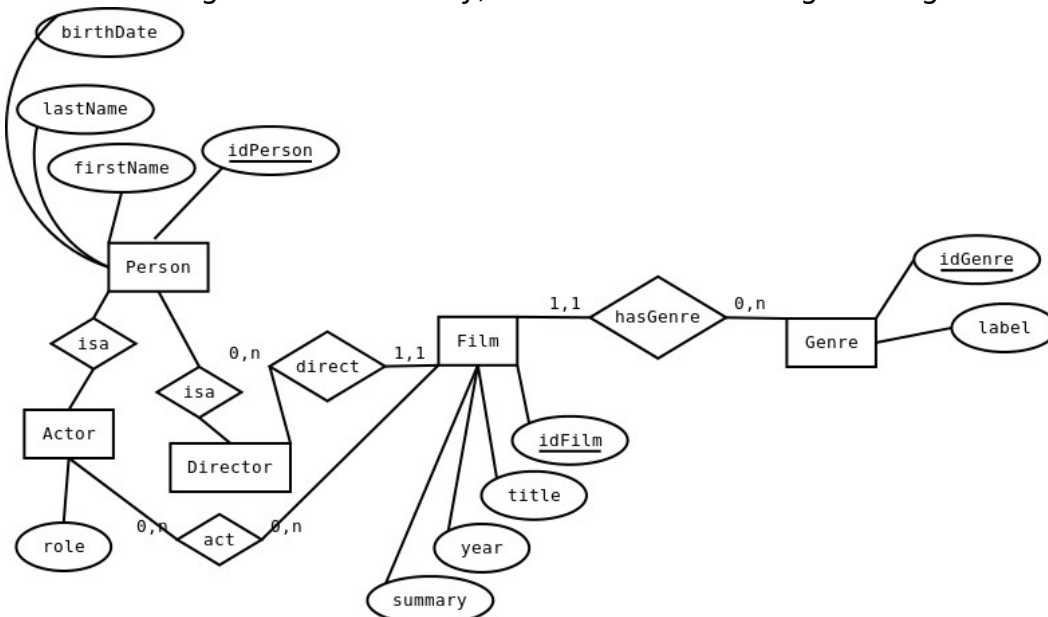 birthDate
lastName
firstName
idPerson
Person
idGenre
label
1,1
0,n
hasGenre
Genre
Film
isa
0,n
direct
1,1
isa
Actor
Director
idFilm
title
0,n
act
0,n
role
year
summary